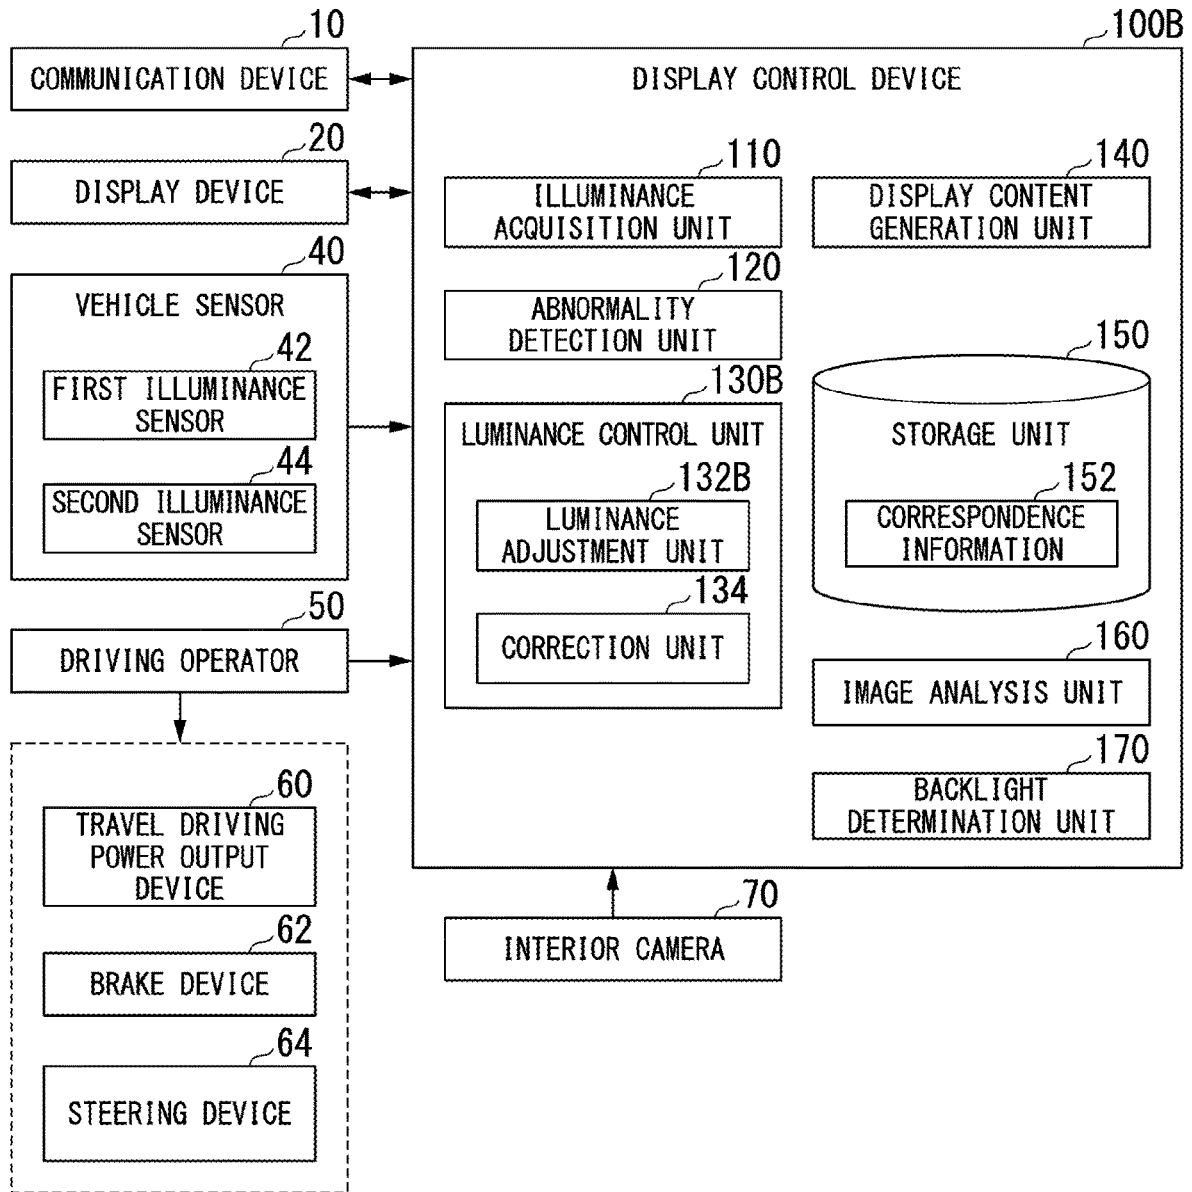 10
COMMUNICATION DEVICE
20
DISPLAY DEVICE
40
VEHICLE SENSOR
42
FIRST ILLUMINANCE
SENSOR
44
SECOND ILLUMINANCE
SENSOR
50
DRIVING OPERATOR
60
TRAVEL DRIVING
POWER OUTPUT
DEVICE
62
BRAKE DEVICE
64
STEERING DEVICE
100B
DISPLAY CONTROL DEVICE
110
ILLUMINANCE
ACQUISITION UNIT
120
ABNORMALITY
DETECTION UNIT
130B
LUMINANCE CONTROL UNIT
132B
LUMINANCE
ADJUSTMENT UNIT
134
CORRECTION UNIT
140
DISPLAY CONTENT
GENERATION UNIT
150
STORAGE UNIT
152
CORRESPONDENCE
INFORMATION
160
IMAGE ANALYSIS UNIT
170
BACKLIGHT
DETERMINATION UNIT
70
INTERIOR CAMERA